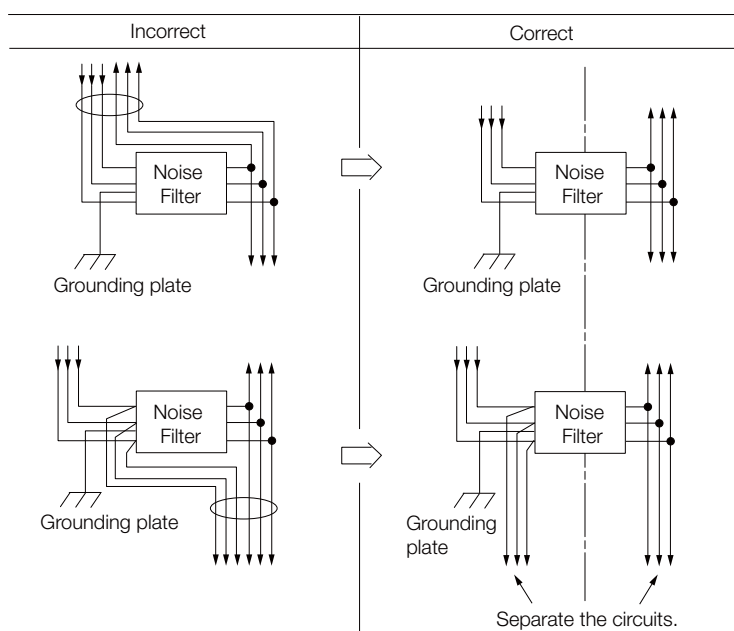 Incorrect
Correct
Noise
Filter
Grounding plate
Noise
Filter
Grounding plate
Noise
Filter
Grounding plate
Noise
Filter
Grounding
plate
Separate the circuits.